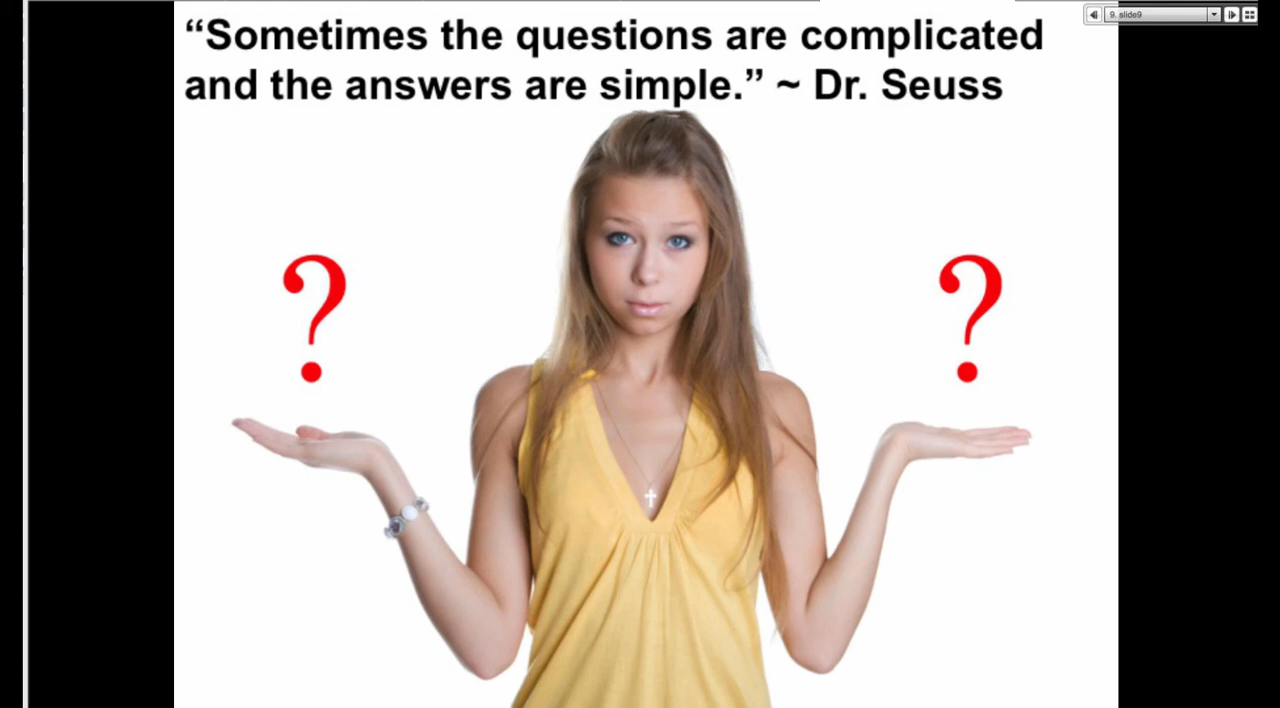 “Sometimes the questions are complicated
and the answers are simple.” ~ Dr. Seuss
9. slide9
? ?